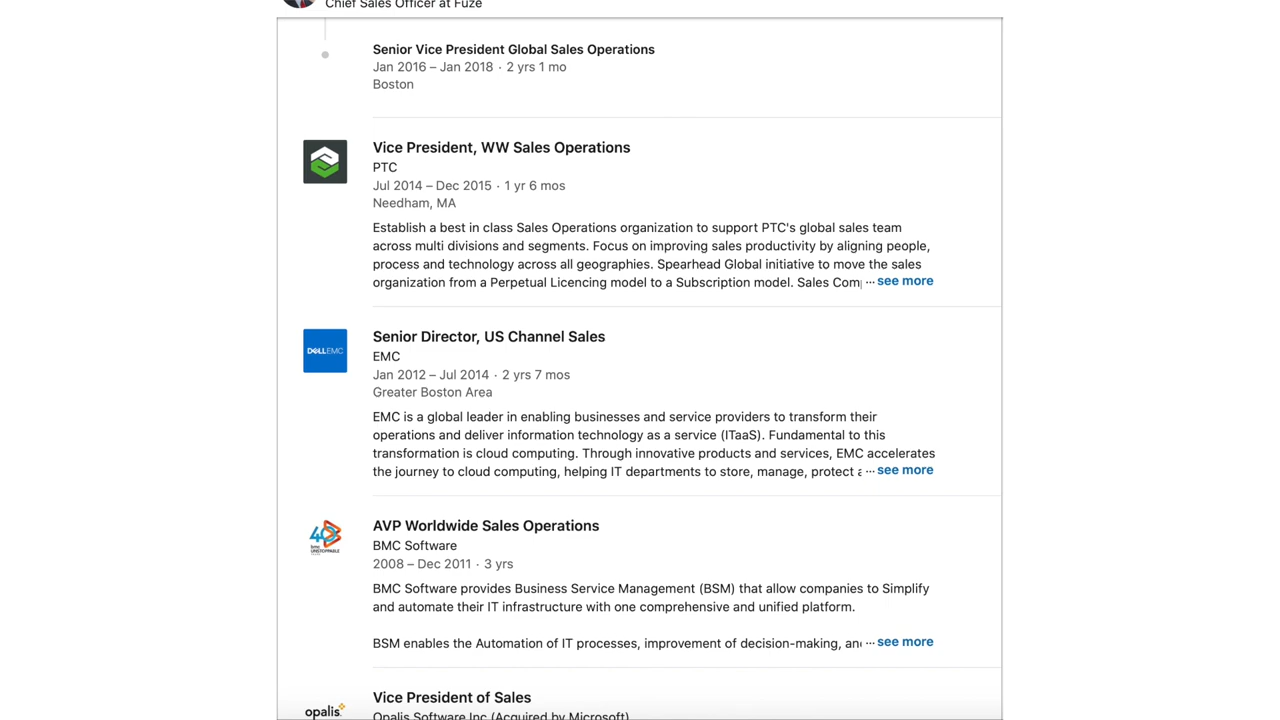 Chief Sales Officer at Fuze
Senior Vice President Global Sales Operations
Jan 2016 – Jan 2018 · 2 yrs 1 mo
Boston
Vice President, WW Sales Operations
PTC
Jul 2014 – Dec 2015 · 1 yr 6 mos
Needham, MA
Establish a best in class Sales Operations organization to support PTC's global sales team
across multi divisions and segments. Focus on improving sales productivity by aligning people,
process and technology across all geographies. Spearhead Global initiative to move the sales
organization from a Perpetual Licencing model to a Subscription model. Sales Com ... see more
DELLEMC
Senior Director, US Channel Sales
EMC
Jan 2012 – Jul 2014 · 2 yrs 7 mos
Greater Boston Area
EMC is a global leader in enabling businesses and service providers to transform their
operations and deliver information technology as a service (ITaaS). Fundamental to this
transformation is cloud computing. Through innovative products and services, EMC accelerates
the journey to cloud computing, helping IT departments to store, manage, protect ... see more
40
bmc
UNSTOPPABLE
AVP Worldwide Sales Operations
BMC Software
2008 – Dec 2011 · 3 yrs
BMC Software provides Business Service Management (BSM) that allow companies to Simplify
and automate their IT infrastructure with one comprehensive and unified platform.
BSM enables the Automation of IT processes, improvement of decision-making, an ... see more
opalis
Vice President of Sales
Opalis Software Inc (Acquired by Microsoft)